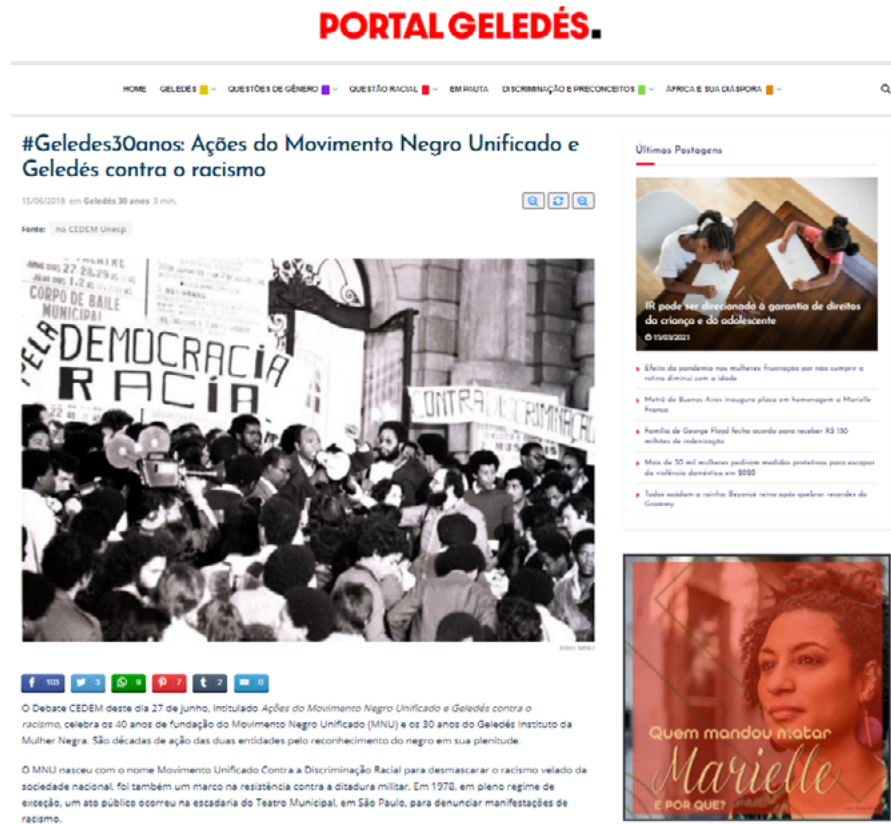 PORTAL GELEDÉS.
HOME GELEDÉS QUESTÕES DE GÊNERO QUESTÃO RACIAL EM PAUTA DISCRIMINAÇÃO E PRECONCEITOS ÁFRICA E SUA DIÁSPORA
#Geledes30anos: Ações do Movimento Negro Unificado e
Geledés contra o racismo
15/06/2018 em Geledés 30 anos 3 min.
Fonte: no CEDEM Unesp
27 28,29
CORPO DE BAILE
MUNICIPAL
PELA
DEMOCRACIA
RACIA
CONTRA DISCRIMINAÇÃO
Foto: MNU
103 3 9 7 2 0
O Debate CEDEM deste dia 27 de junho, intitulado Ações do Movimento Negro Unificado e Geledés contra o
racismo, celebra os 40 anos de fundação do Movimento Negro Unificado (MNU) e os 30 anos do Geledés Instituto da
Mulher Negra. São décadas de ação das duas entidades pelo reconhecimento do negro em sua plenitude.
O MNU nasceu com o nome Movimento Unificado Contra a Discriminação Racial para desmascarar o racismo velado da
sociedade nacional, foi também um marco na resistência contra a ditadura militar. Em 1978, em pleno regime de
exceção, um ato público ocorreu na escadaria do Teatro Municipal, em São Paulo, para denunciar manifestações de
racismo.
Últimas Postagens
IR pode ser direcionado à garantia de direitos
da criança e do adolescente
15/03/2021
Efeito da pandemia nas mulheres: frustração por não cumprir a
rotina diminui com a idade
Metrô de Buenos Aires inaugura placa em homenagem a Marielle
Franco
Família de George Floyd fecha acordo para receber R$ 150
milhões de indenização
Mais de 50 mil mulheres pediram medidas protetivas para escapar
da violência doméstica em 2020
Todos saúdam a rainha: Beyoncé reina após quebrar recordes do
Grammy
Quem mandou matar
Marielle
E POR QUE?